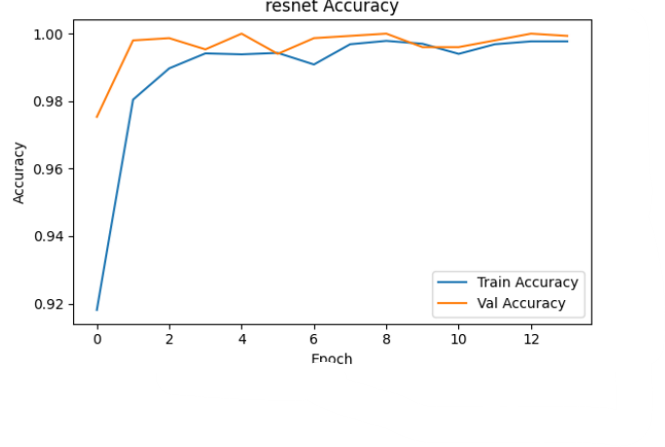 resnet Accuracy
1.00
0.98
0.96
0.94
0.92
Accuracy
Train Accuracy
Val Accuracy
0 2 4 6 8 10 12
Epoch